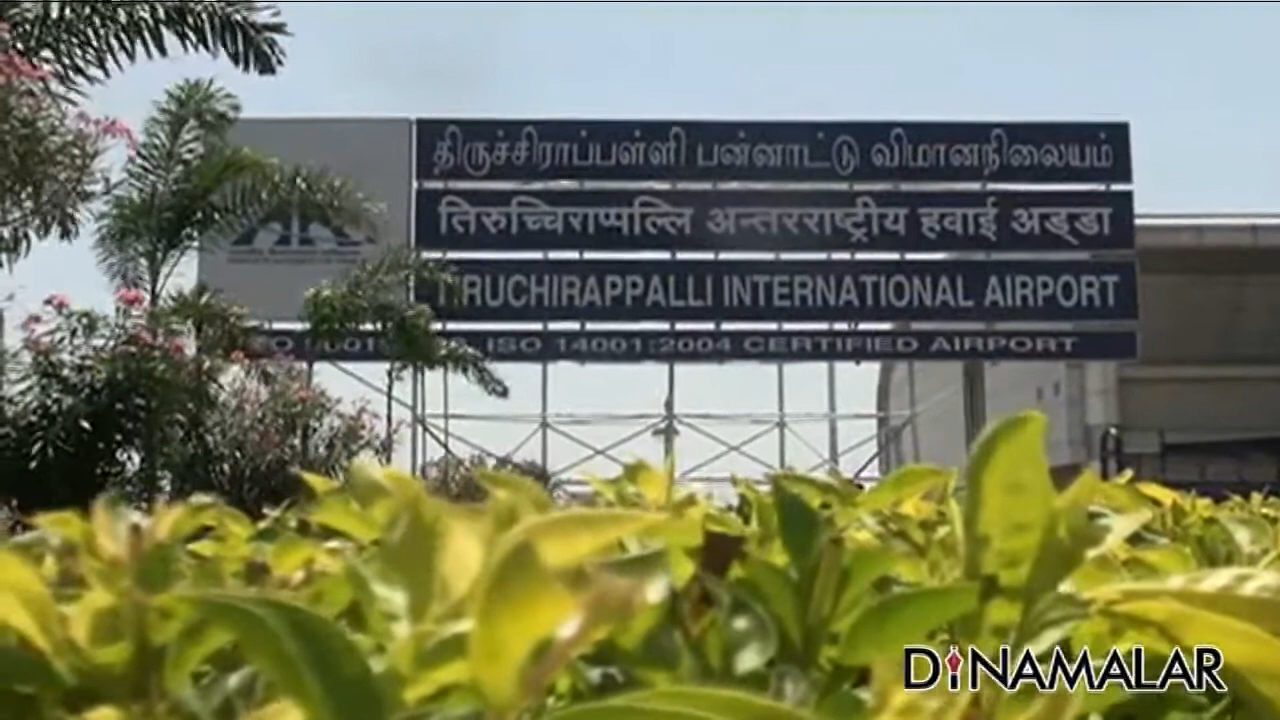 திருச்சிராப்பள்ளி பன்னாட்டு விமானநிலையம்
तिरुच्चिराप्पल्लि अन्तरराष्ट्रीय हवाई अड्डा
TIRUCHIRAPPALLI INTERNATIONAL AIRPORT
ISO 14001:2004 CERTIFIED AIRPORT
DINAMALAR